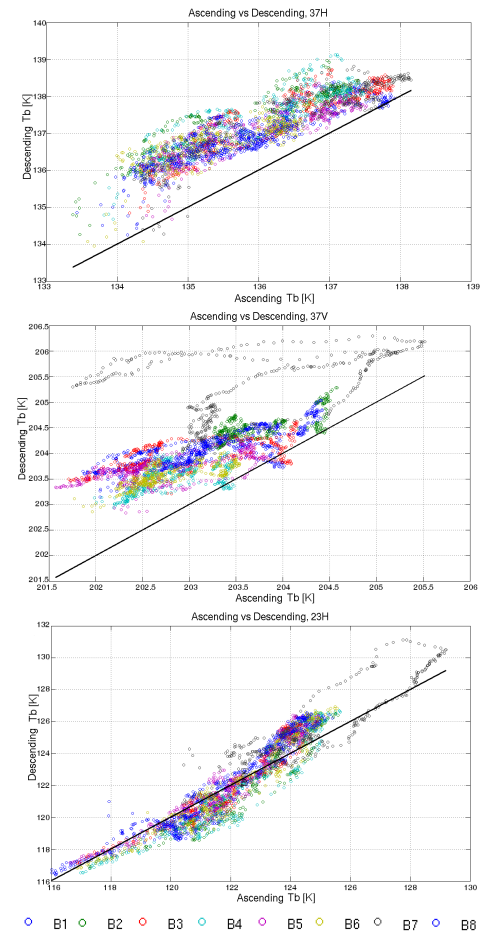 Ascending vs Descending, 37H
140
139
138
137
136
135
134
133
Descending Tb [K]
133 134 135 136 137 138 139
Ascending Tb [K]
Ascending vs Descending, 37V
206.5
206
205.5
205
204.5
204
203.5
203
202.5
202
201.5
Descending Tb [K]
201.5 202 202.5 203 203.5 204 204.5 205 205.5 206
Ascending Tb [K]
Ascending vs Descending, 23H
132
130
128
126
124
122
120
118
116
Descending Tb [K]
116 118 120 122 124 126 128 130
Ascending Tb [K]
B1 B2 B3 B4 B5 B6 B7 B8